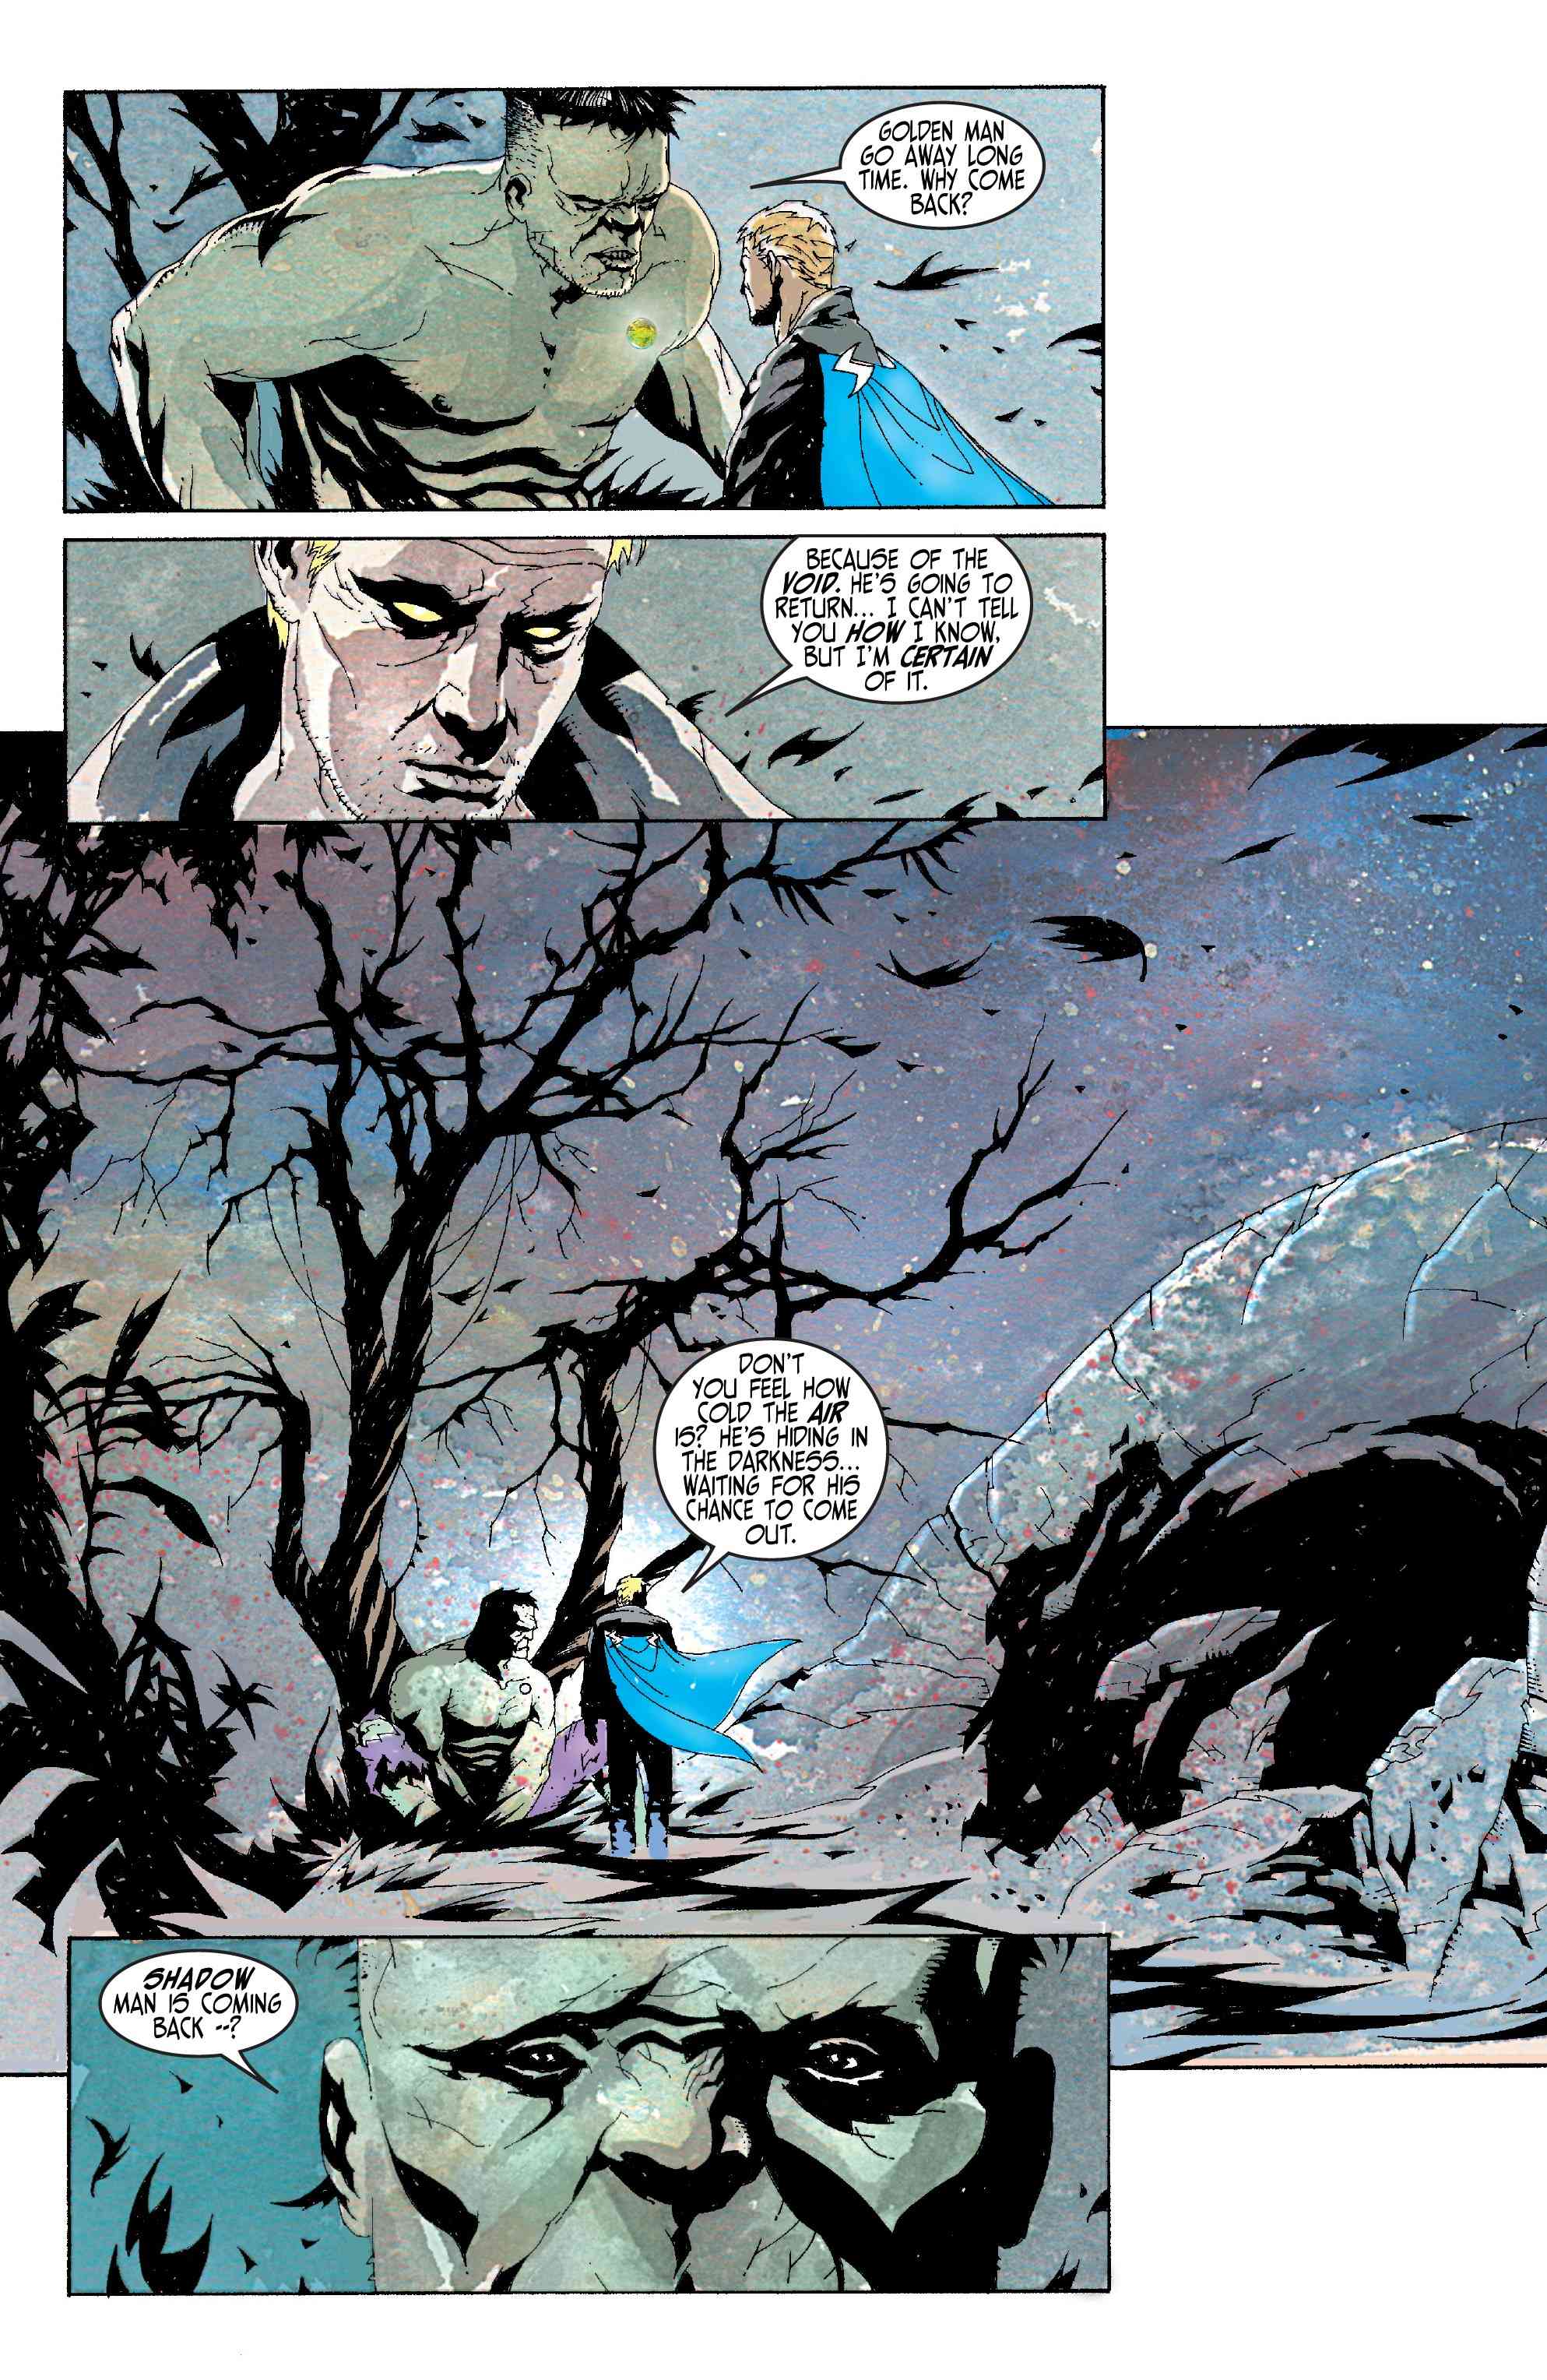 GOLDEN MAN
GO AWAY LONG
TIME. WHY COME
BACK?
BECAUSE OF THE
VOID. HE'S GOING TO
RETURN... I CAN'T TELL
YOU HOW I KNOW,
BUT I'M CERTAIN
OF IT.
DON'T
YOU FEEL HOW
COLD THE AIR
IS? HE'S HIDING IN
THE DARKNESS...
WAITING FOR HIS
CHANCE TO COME
OUT.
SHADOW
MAN IS COMING
BACK --?